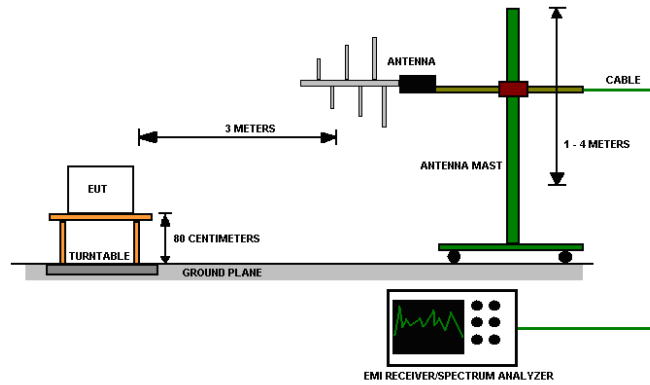 ANTENNA
CABLE
3 METERS
1 - 4 METERS
ANTENNA MAST
EUT
80 CENTIMETERS
TURNTABLE
GROUND PLANE
EMI RECEIVER/SPECTRUM ANALYZER